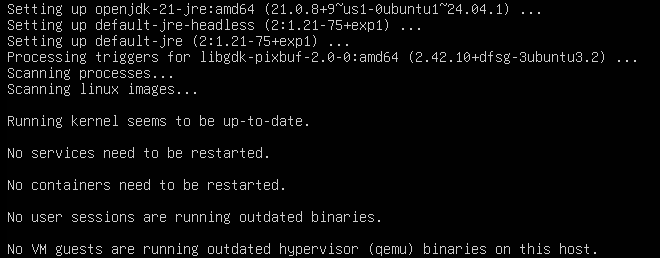 Setting up openjdk-21-jre:amd64 (21.0.8+9~us1-0ubuntu1~24.04.1) ...
Setting up default-jre-headless (2:1.21-75+exp1) ...
Setting up default-jre (2:1.21-75+exp1) ...
Processing triggers for libgdk-pixbuf-2.0-0:amd64 (2.42.10+dfsg-3ubuntu3.2) ...
Scanning processes...
Scanning linux images...
Running kernel seems to be up-to-date.
No services need to be restarted.
No containers need to be restarted.
No user sessions are running outdated binaries.
No VM guests are running outdated hypervisor (qemu) binaries on this host.